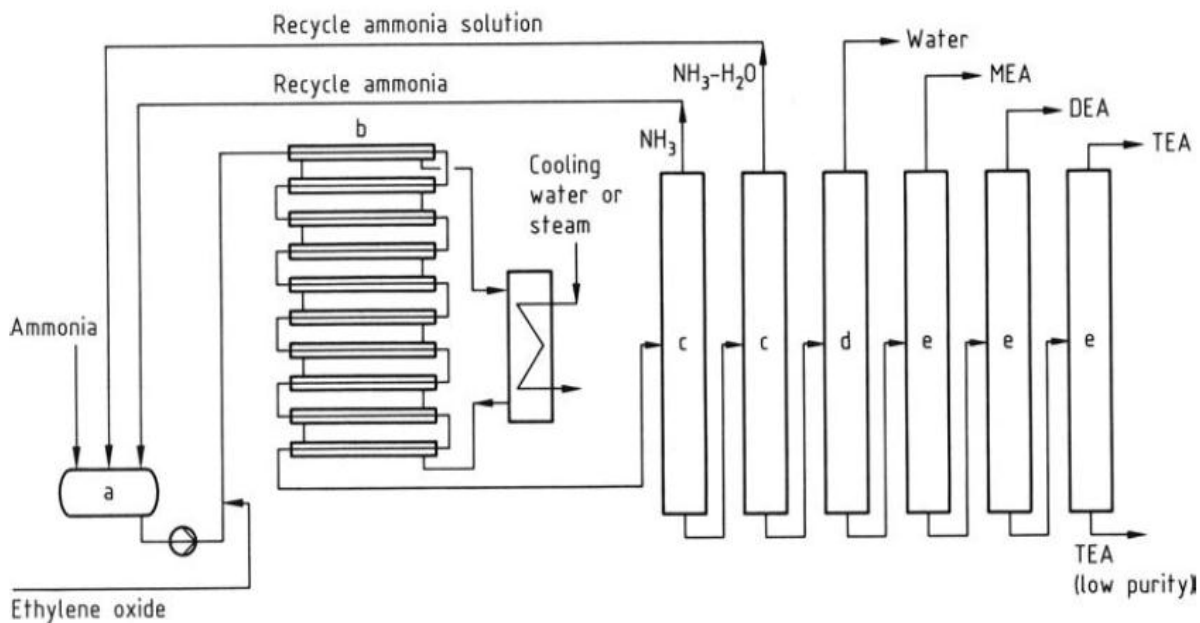 Recycle ammonia solution
Water
NH₃-H₂O
MEA
Recycle ammonia
DEA
b
NH₃
TEA
Cooling
water or
steam
Ammonia
c
c
d
e
e
e
a
TEA
(low purity)
Ethylene oxide